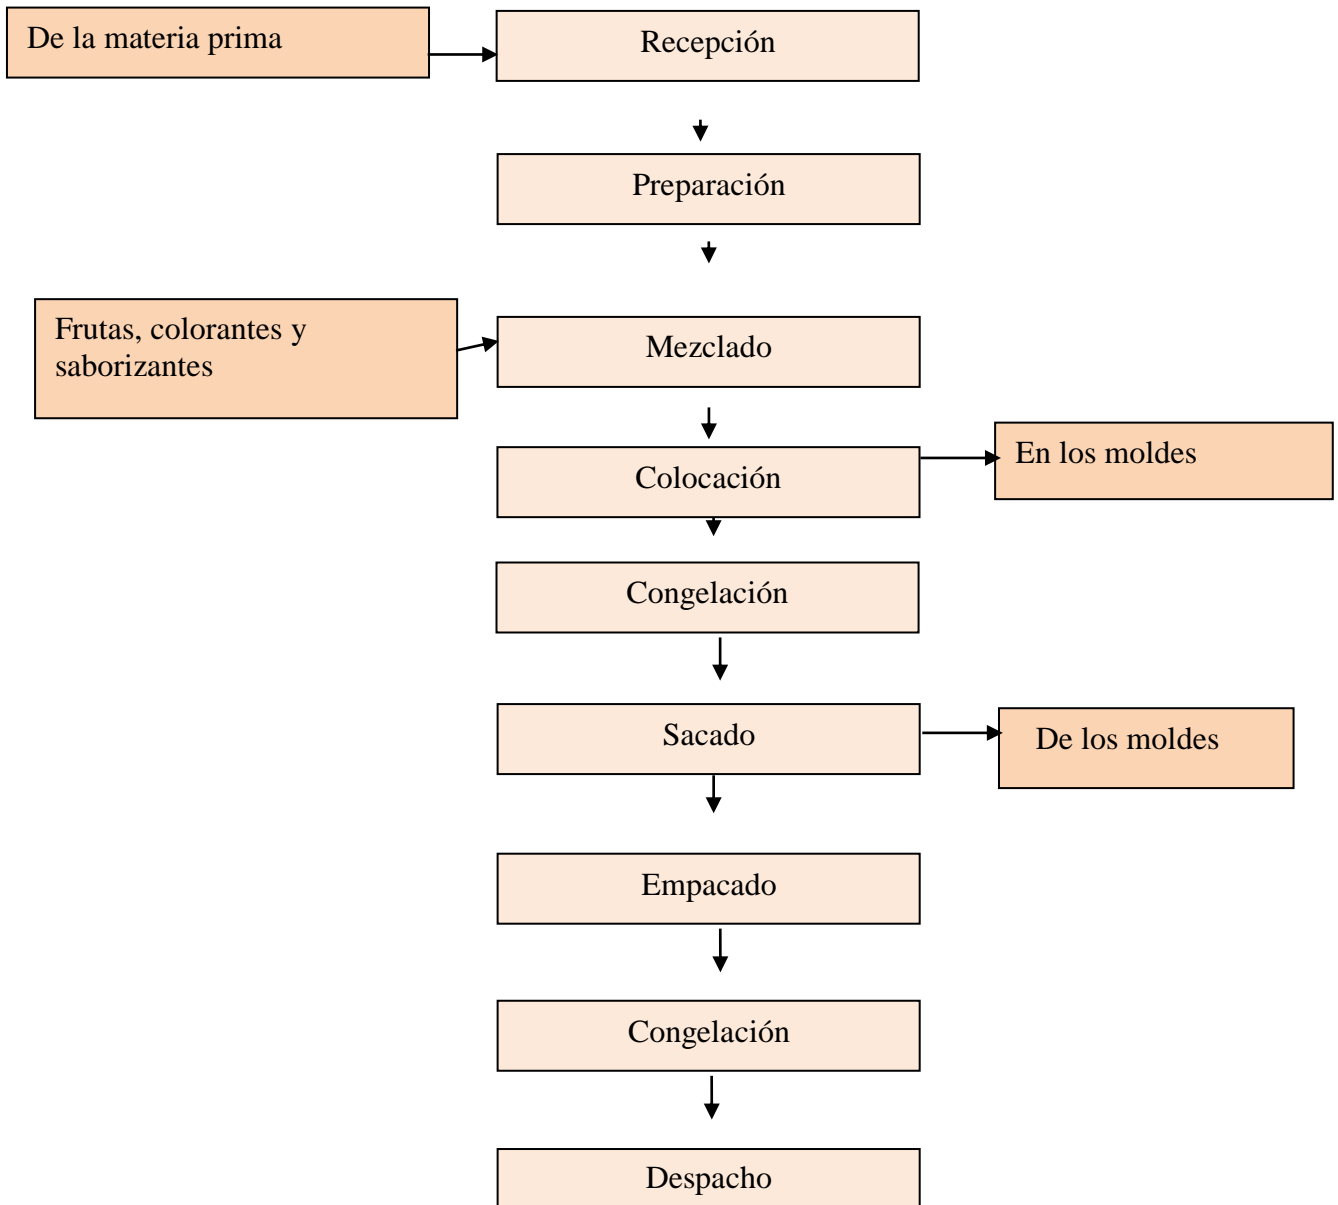 De la materia prima
Recepción
Preparación
Frutas, colorantes y
saborizantes
Mezclado
Colocación
En los moldes
Congelación
Sacado
De los moldes
Empacado
Congelación
Despacho